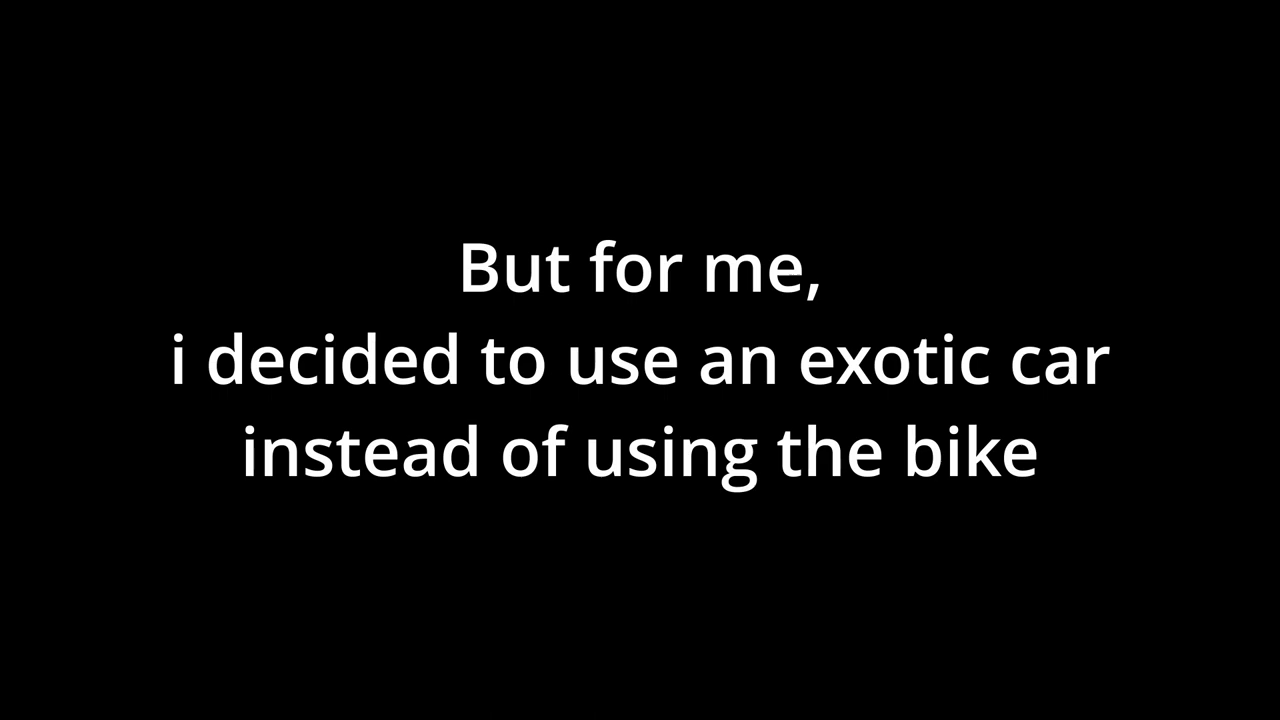 But for me,
i decided to use an exotic car
instead of using the bike